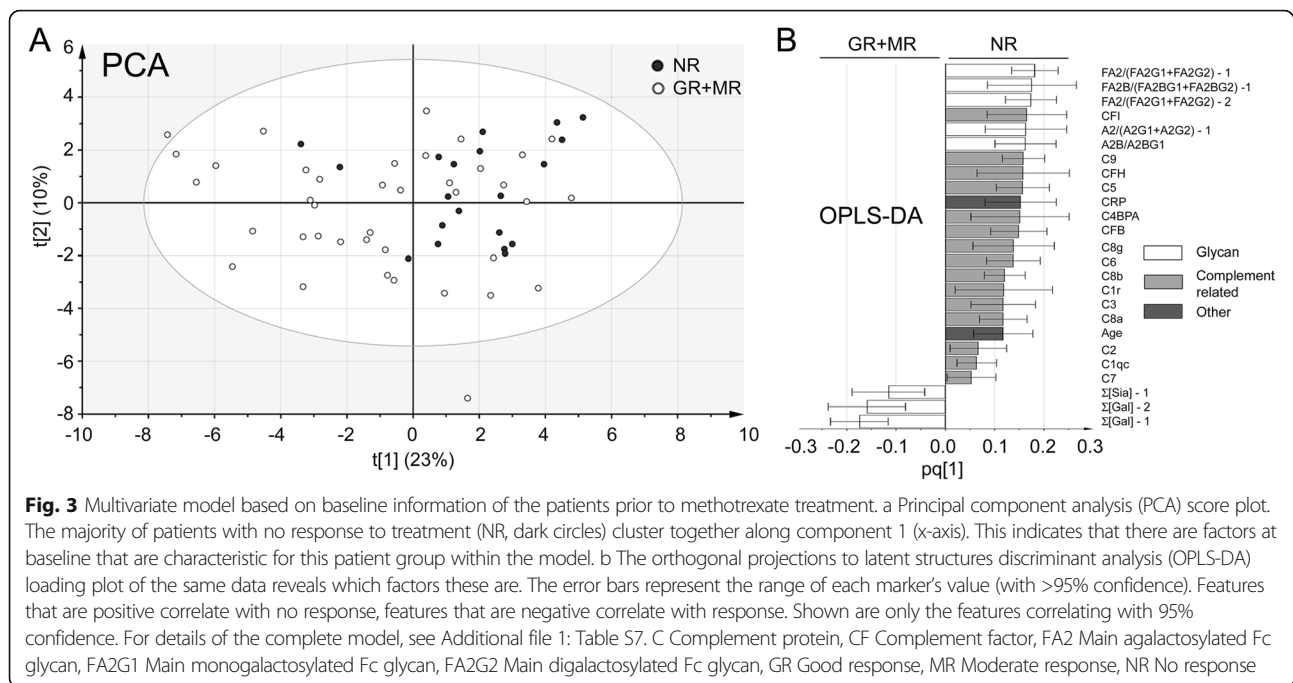 A
PCA
NR
GR+MR
6
4
2
0
-2
-4
-6
-8
t[2] (10%)
-10 -8 -6 -4 -2 0 2 4 6 8 10
t[1] (23%)
B
GR+MR NR
OPLS-DA
FA2/(FA2G1+FA2G2) - 1
FA2B/(FA2BG1+FA2BG2) -1
FA2/(FA2G1+FA2G2) - 2
CFI
A2/(A2G1+A2G2) - 1
A2B/A2BG1
C9
CFH
C5
CRP
C4BPA
CFB
C8g
C6
C8b
C1r
C3
C8a
Age
C2
C1qc
C7
Σ[Sia] - 1
Σ[Gal] - 2
Σ[Gal] - 1
Glycan
Complement
related
Other
-0.3 -0.2 -0.1 0.0 0.1 0.2 0.3
pq[1]
Fig. 3 Multivariate model based on baseline information of the patients prior to methotrexate treatment. a Principal component analysis (PCA) score plot.
The majority of patients with no response to treatment (NR, dark circles) cluster together along component 1 (x-axis). This indicates that there are factors at
baseline that are characteristic for this patient group within the model. b The orthogonal projections to latent structures discriminant analysis (OPLS-DA)
loading plot of the same data reveals which factors these are. The error bars represent the range of each marker's value (with >95% confidence). Features
that are positive correlate with no response, features that are negative correlate with response. Shown are only the features correlating with 95%
confidence. For details of the complete model, see Additional file 1: Table S7. C Complement protein, CF Complement factor, FA2 Main agalactosylated Fc
glycan, FA2G1 Main monogalactosylated Fc glycan, FA2G2 Main digalactosylated Fc glycan, GR Good response, MR Moderate response, NR No response